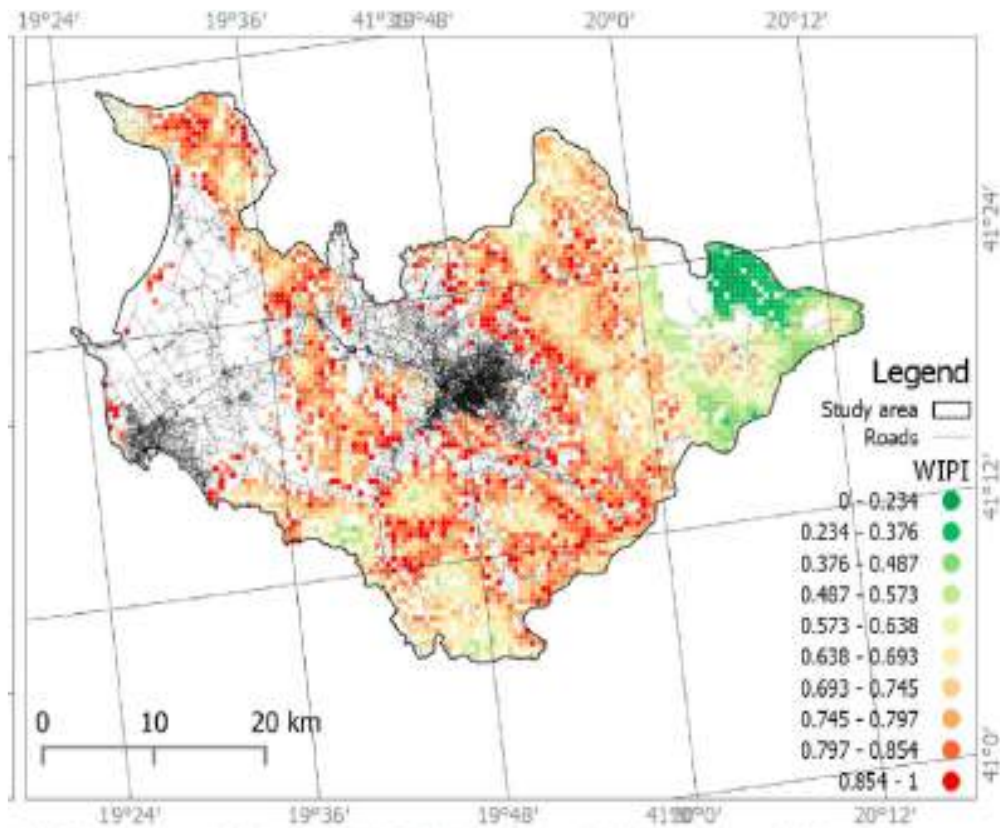 19°24' 19°36' 19°48' 20°0' 20°12'
41°24'
Legend
Study area
Roads
WIPI
0 - 0.234
0.234 - 0.376
0.376 - 0.487
0.487 - 0.573
0.573 - 0.638
0.638 - 0.693
0.693 - 0.745
0.745 - 0.797
0.797 - 0.854
0.854 - 1
41°12'
41°0'
0 10 20 km
19°24' 19°36' 19°48' 20°12'